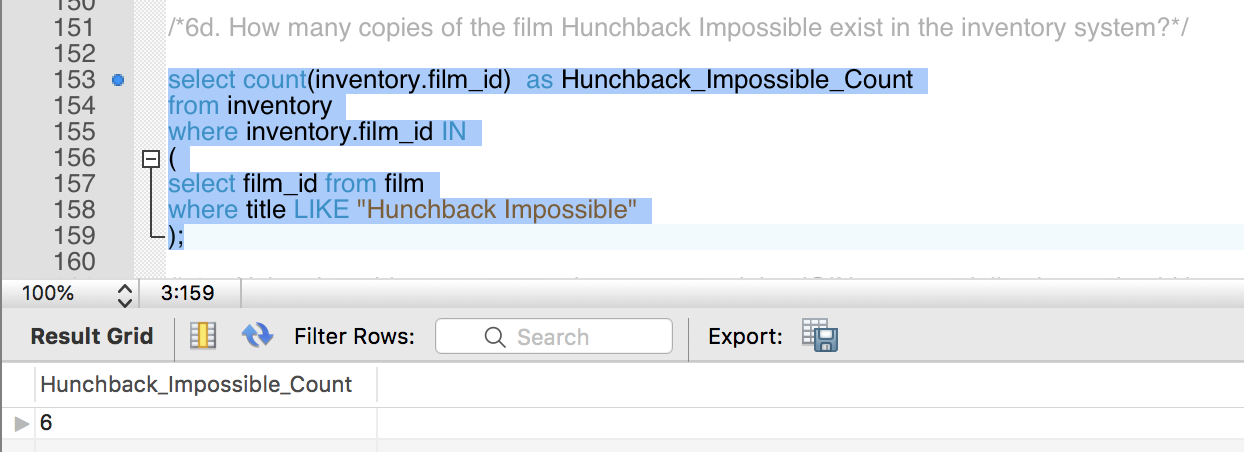 150
151 /*6d. How many copies of the film Hunchback Impossible exist in the inventory system?*/
152
153 select count(inventory.film_id)  as Hunchback_Impossible_Count
154 from inventory
155 where inventory.film_id IN
156 (
157 select film_id from film
158 where title LIKE "Hunchback Impossible"
159 );
160
100% 3:159
Result Grid Filter Rows: Search Export:
Hunchback_Impossible_Count
6